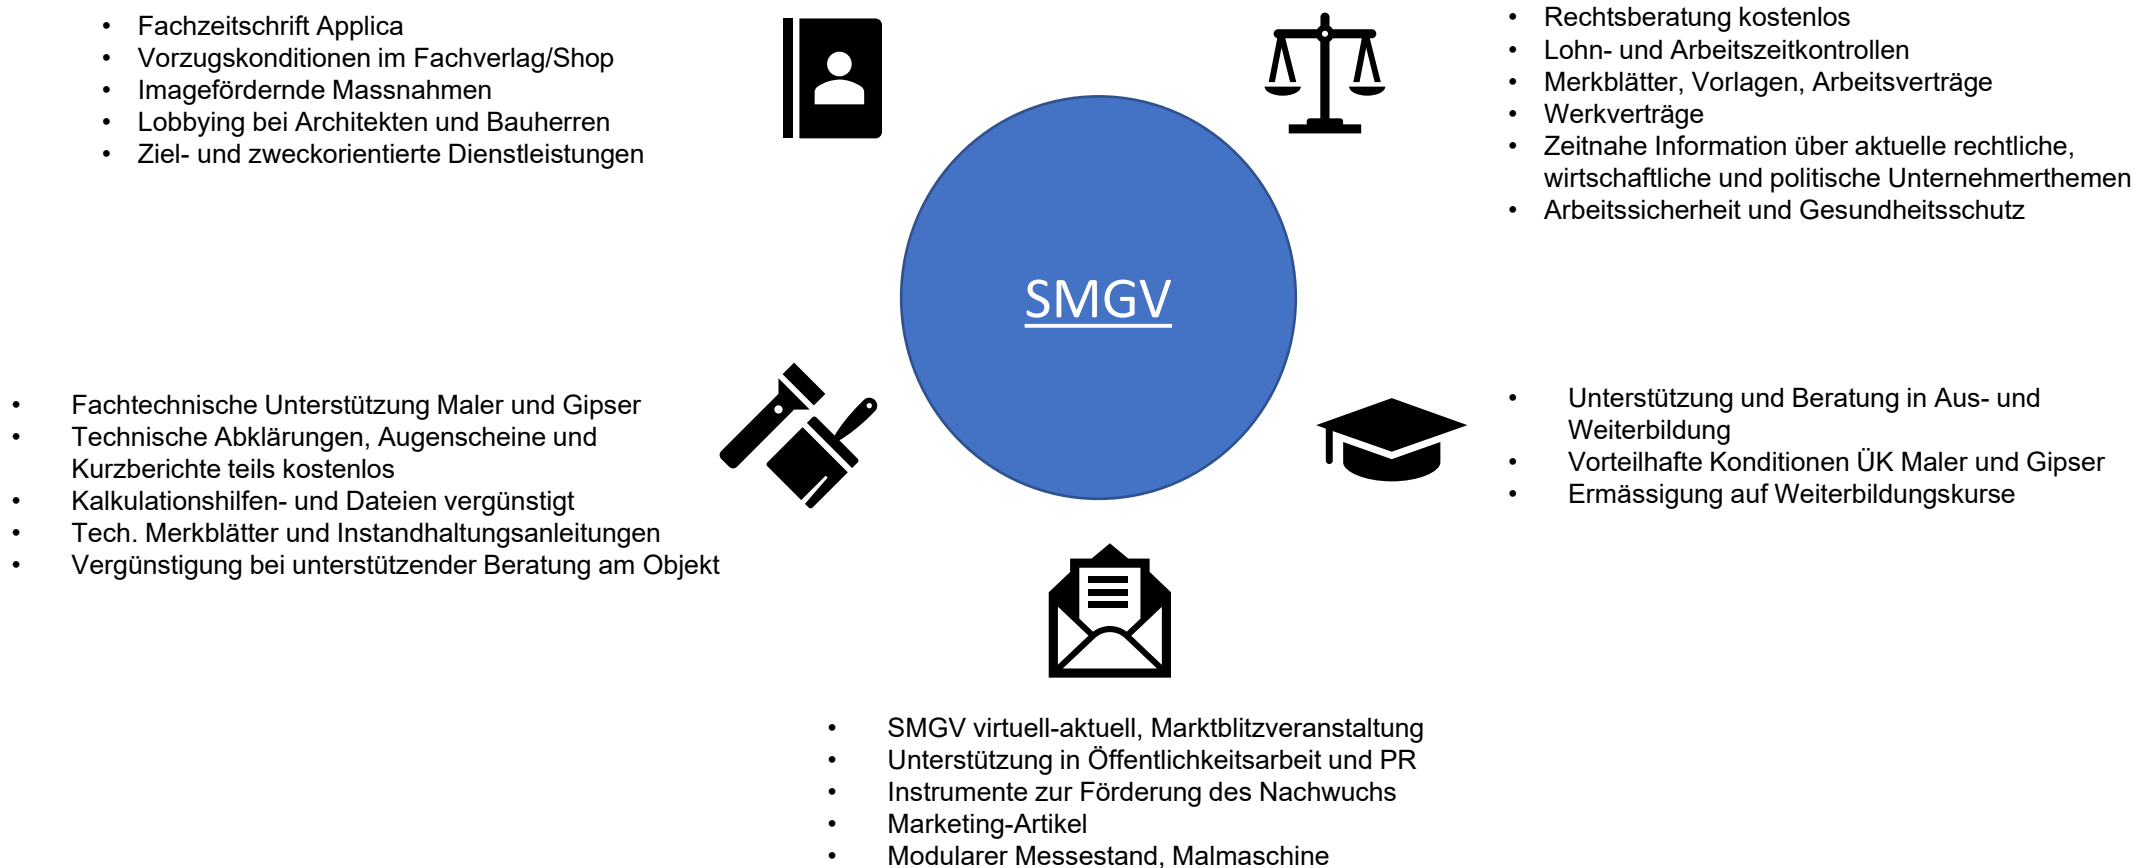 • Fachzeitschrift Applica
• Vorzugskonditionen im Fachverlag/Shop
• Imagefördernde Massnahmen
• Lobbying bei Architekten und Bauherren
• Ziel- und zweckorientierte Dienstleistungen
• Rechtsberatung kostenlos
• Lohn- und Arbeitszeitkontrollen
• Merkblätter, Vorlagen, Arbeitsverträge
• Werkverträge
• Zeitnahe Information über aktuelle rechtliche,
wirtschaftliche und politische Unternehmerthemen
• Arbeitssicherheit und Gesundheitsschutz
SMGV
• Fachtechnische Unterstützung Maler und Gipser
• Technische Abklärungen, Augenscheine und
Kurzberichte teils kostenlos
• Kalkulationshilfen- und Dateien vergünstigt
• Tech. Merkblätter und Instandhaltungsanleitungen
• Vergünstigung bei unterstützender Beratung am Objekt
• Unterstützung und Beratung in Aus- und
Weiterbildung
• Vorteilhafte Konditionen ÜK Maler und Gipser
• Ermässigung auf Weiterbildungskurse
• SMGV virtuell-aktuell, Marktblitzveranstaltung
• Unterstützung in Öffentlichkeitsarbeit und PR
• Instrumente zur Förderung des Nachwuchs
• Marketing-Artikel
• Modularer Messestand, Malmaschine